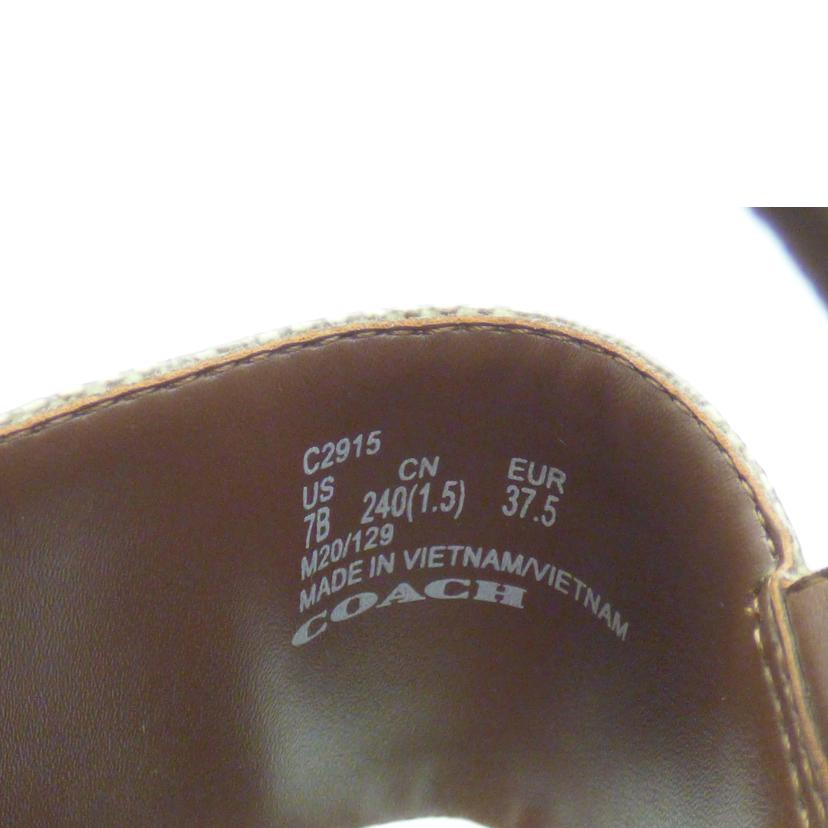 C2915
US CN EUR
7B 240(1.5) 37.5
M20/129
MADE IN VIETNAM/VIETNAM
COACH